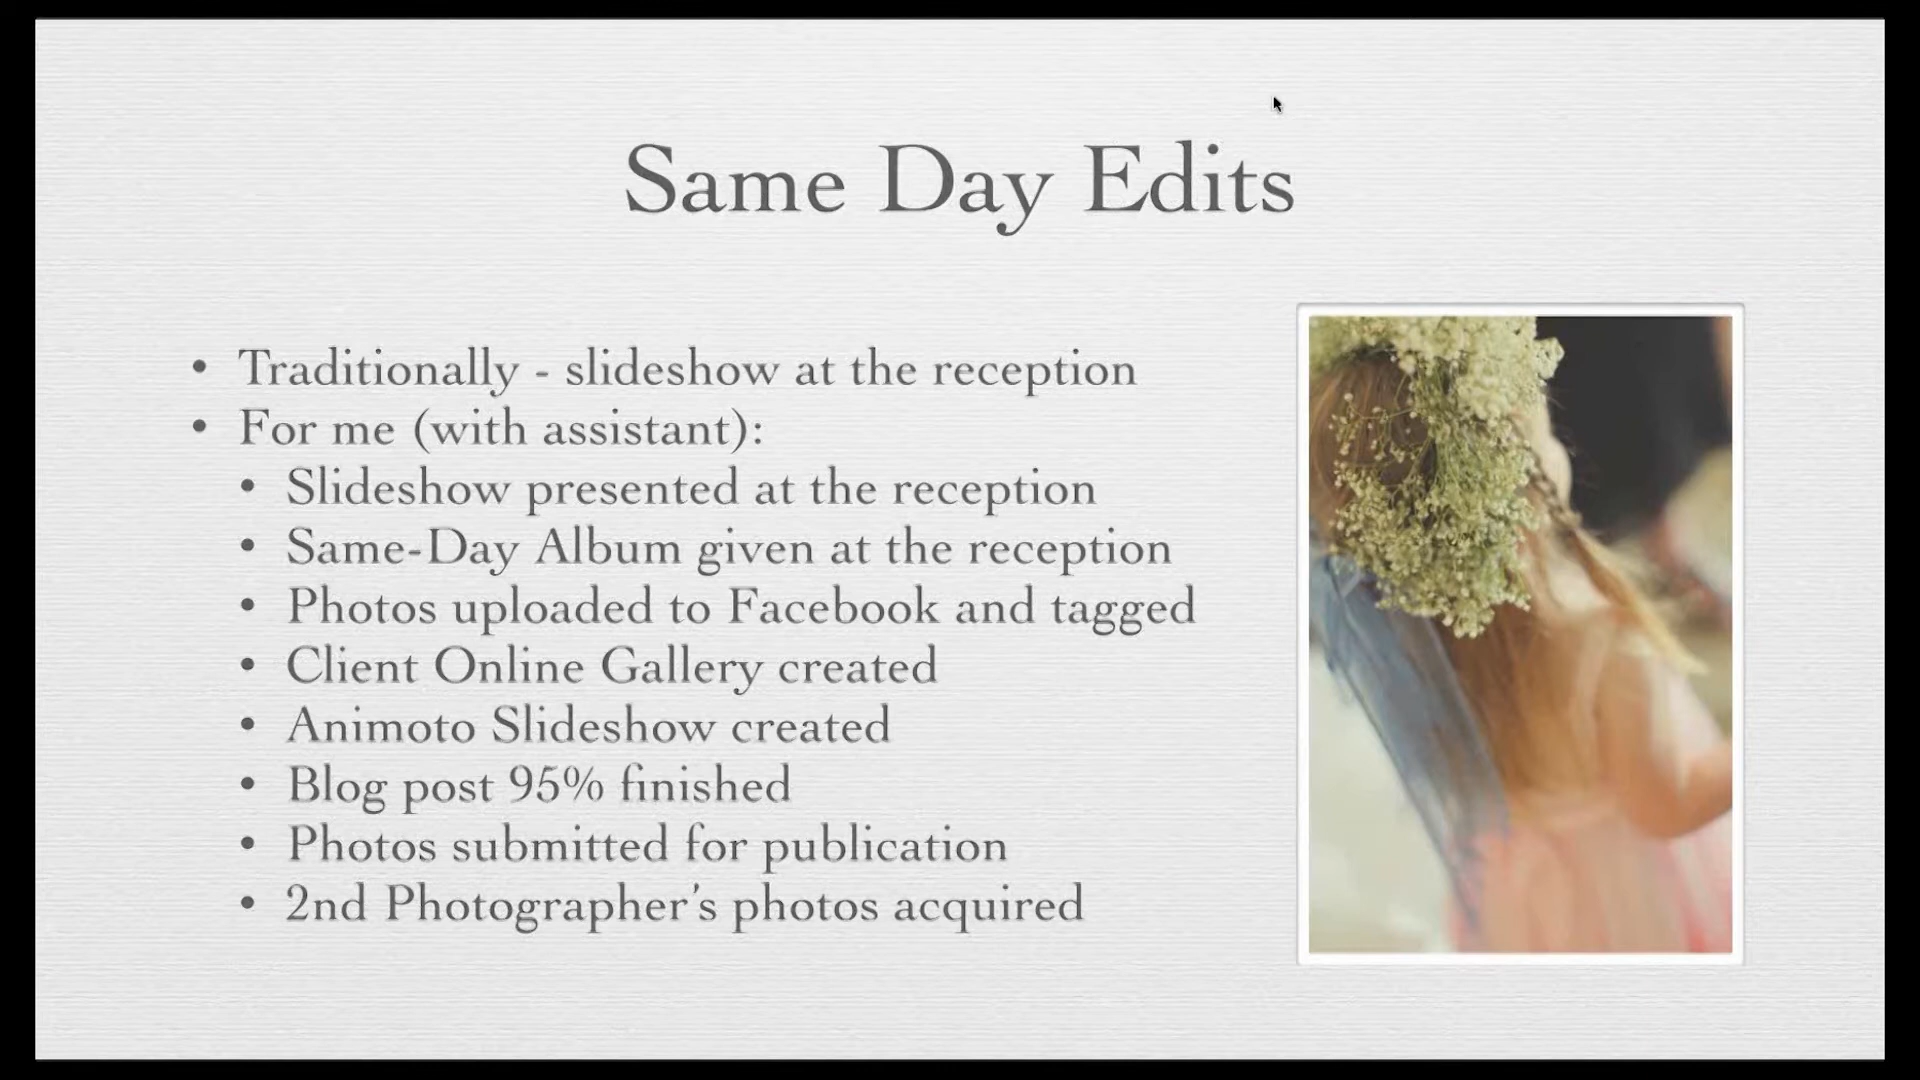 Same Day Edits
• Traditionally - slideshow at the reception
• For me (with assistant):
• Slideshow presented at the reception
• Same-Day Album given at the reception
• Photos uploaded to Facebook and tagged
• Client Online Gallery created
• Animoto Slideshow created
• Blog post 95% finished
• Photos submitted for publication
• 2nd Photographer's photos acquired